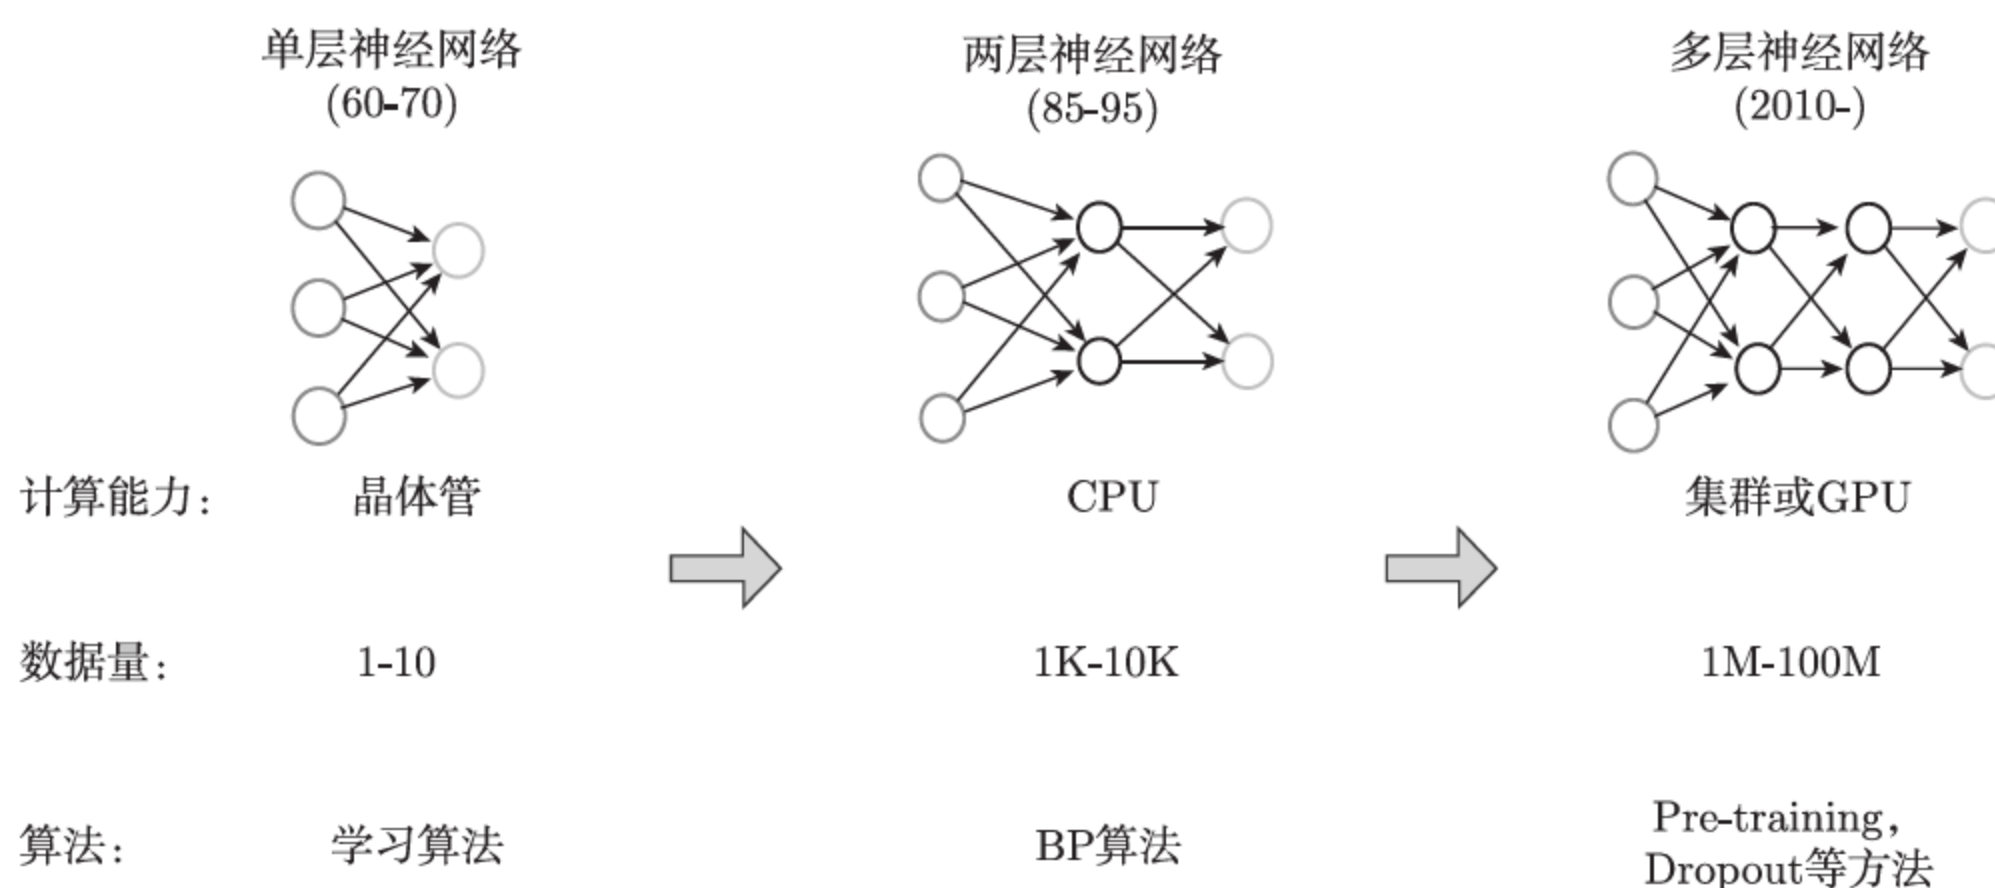 单层神经网络
(60-70)
两层神经网络
(85-95)
多层神经网络
(2010-)
计算能力： 晶体管 CPU 集群或GPU
数据量： 1-10 1K-10K 1M-100M
算法： 学习算法 BP算法 Pre-training，
Dropout等方法